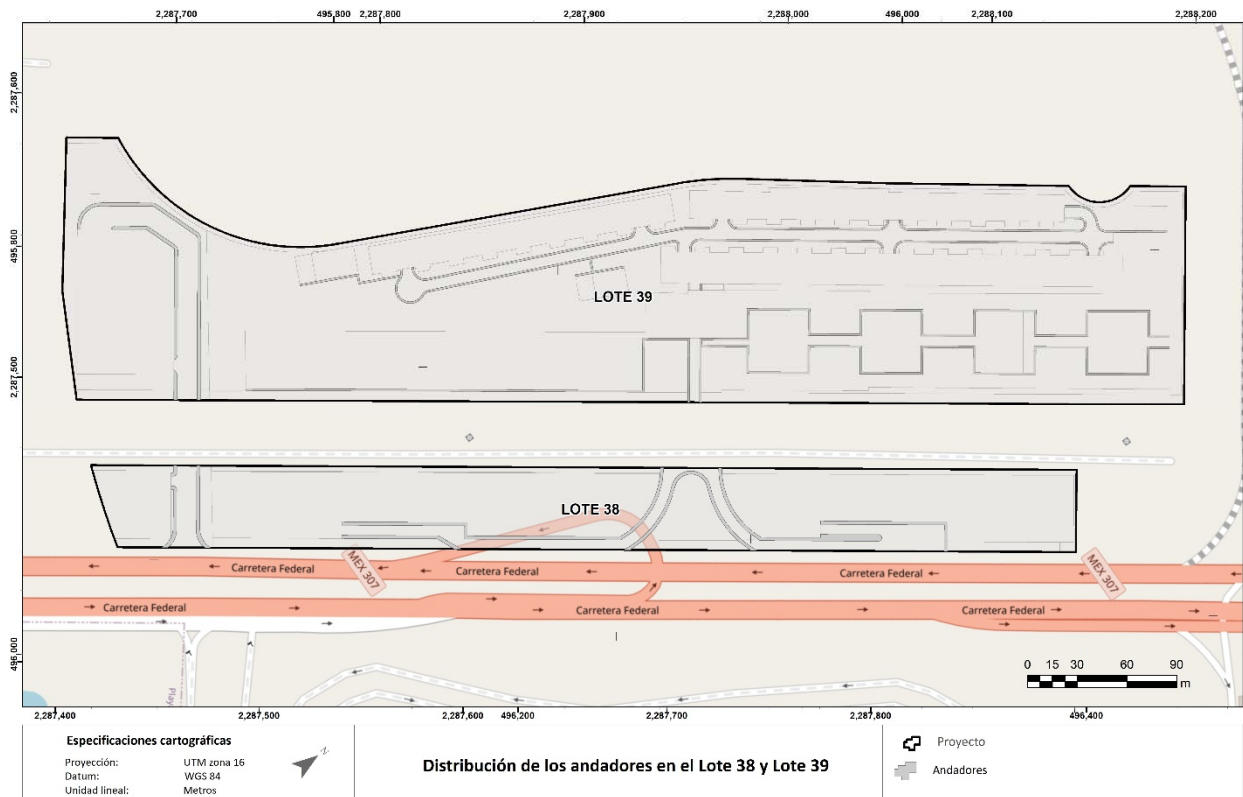 2,287,700 495,800 2,287,800 2,287,900 2,288,000 496,000 2,288,100 2,288,200
2,287,600
495,800
2,287,500
496,000
LOTE 39
LOTE 38
MEX 307
MEX 307
Carretera Federal Carretera Federal Carretera Federal
Carretera Federal Carretera Federal Carretera Federal
Play
0 15 30 60 90
m
2,287,400 2,287,500 2,287,600 496,200 2,287,700 2,287,800 496,400
Especificaciones cartográficas
Proyección: UTM zona 16
Datum: WGS 84
Unidad lineal: Metros
N
Distribución de los andadores en el Lote 38 y Lote 39
Proyecto
Andadores